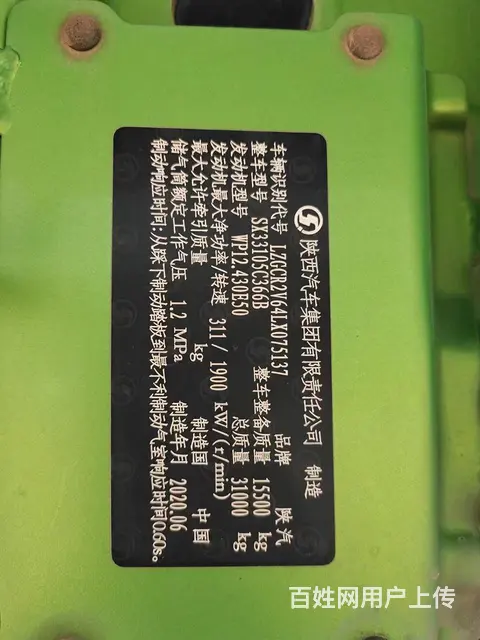 陕西汽车集团有限责任公司 制造
车辆识别代号 LZGCR2V64LX075137 品牌 陕汽
整车型号 SX33105C366B 整车整备质量 15500 kg
发动机型号 WP12.430E50 总质量 31000 kg
发动机最大净功率/转速 311/ 1900 kW/(r/min)
最大允许牵引质量 kg 制造国 中国
储气筒额定工作气压 1.2 MPa 制造年月 2020.06
制动响应时间:从踩下制动踏板到最不利制动气室响应时间0.60s。
百姓网用户上传